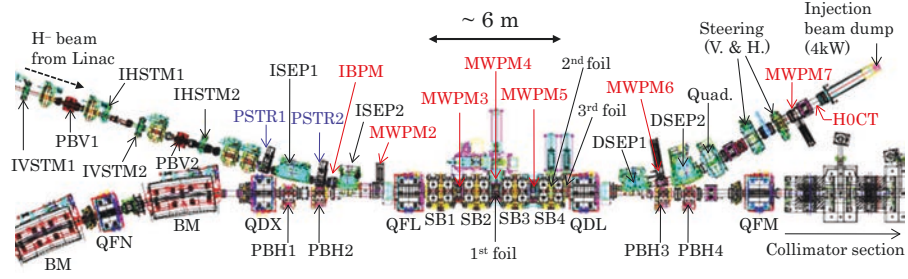 ~ 6 m
Injection
beam dump
(4kW)
Steering
(V. & H.)
H⁻ beam
from Linac
IHSTM1
IHSTM2
ISEP1
IBPM
PSTR1
PSTR2
ISEP2
MWPM2
MWPM3
MWPM4
MWPM5
2nd foil
3rd foil
MWPM6
DSEP1
DSEP2
Quad.
MWPM7
H0CT
IVSTM1
PBV1
IVSTM2
PBV2
BM
QFN
BM
QDX
PBH1
PBH2
QFL
SB1
SB2
SB3
SB4
1st foil
QDL
PBH3
PBH4
QFM
Collimator section